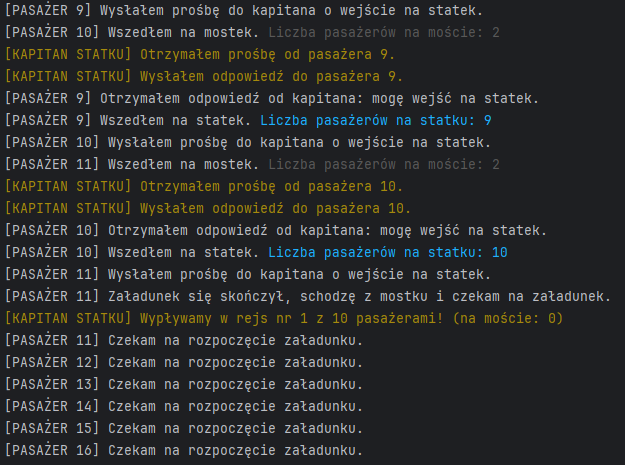 [PASAŻER 9] Wysłałem prośbę do kapitana o wejście na statek.
[PASAŻER 10] Wszedłem na mostek. Liczba pasażerów na moście: 2
[KAPITAN STATKU] Otrzymałem prośbę od pasażera 9.
[KAPITAN STATKU] Wysłałem odpowiedź do pasażera 9.
[PASAŻER 9] Otrzymałem odpowiedź od kapitana: mogę wejść na statek.
[PASAŻER 9] Wszedłem na statek. Liczba pasażerów na statku: 9
[PASAŻER 10] Wysłałem prośbę do kapitana o wejście na statek.
[PASAŻER 11] Wszedłem na mostek. Liczba pasażerów na moście: 2
[KAPITAN STATKU] Otrzymałem prośbę od pasażera 10.
[KAPITAN STATKU] Wysłałem odpowiedź do pasażera 10.
[PASAŻER 10] Otrzymałem odpowiedź od kapitana: mogę wejść na statek.
[PASAŻER 10] Wszedłem na statek. Liczba pasażerów na statku: 10
[PASAŻER 11] Wysłałem prośbę do kapitana o wejście na statek.
[PASAŻER 11] Załadunek się skończył, schodzę z mostku i czekam na załadunek.
[KAPITAN STATKU] Wypływamy w rejs nr 1 z 10 pasażerami! (na moście: 0)
[PASAŻER 11] Czekam na rozpoczęcie załadunku.
[PASAŻER 12] Czekam na rozpoczęcie załadunku.
[PASAŻER 13] Czekam na rozpoczęcie załadunku.
[PASAŻER 14] Czekam na rozpoczęcie załadunku.
[PASAŻER 15] Czekam na rozpoczęcie załadunku.
[PASAŻER 16] Czekam na rozpoczęcie załadunku.